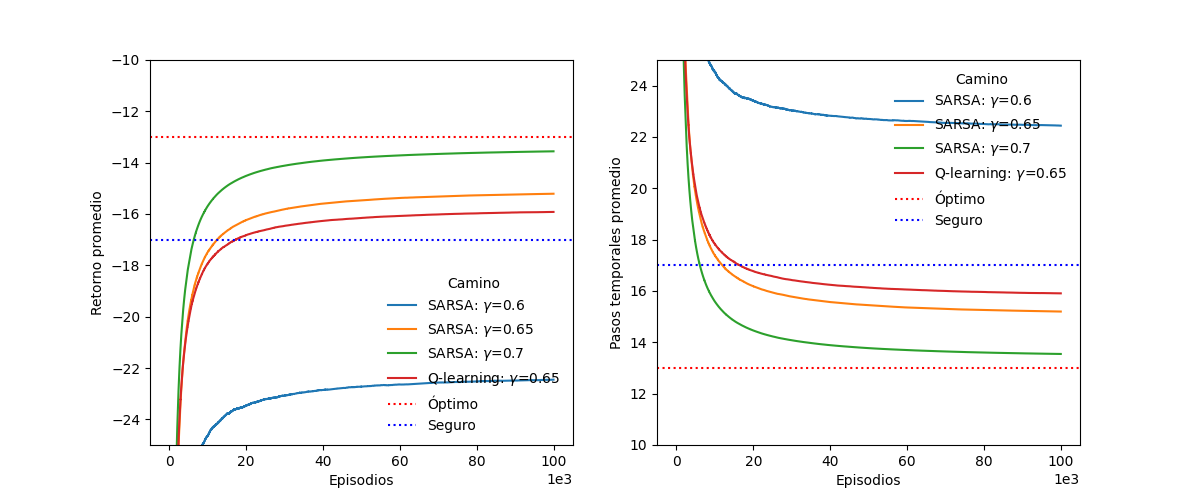 −10
−12
−14
−16
−18
−20
−22
−24
Retorno promedio
Camino
SARSA: γ=0.6
SARSA: γ=0.65
SARSA: γ=0.7
Q-learning: γ=0.65
Óptimo
Seguro
0 20 40 60 80 100
1e3
Episodios
24
22
20
18
16
14
12
10
Pasos temporales promedio
Camino
SARSA: γ=0.6
SARSA: γ=0.65
SARSA: γ=0.7
Q-learning: γ=0.65
Óptimo
Seguro
0 20 40 60 80 100
1e3
Episodios